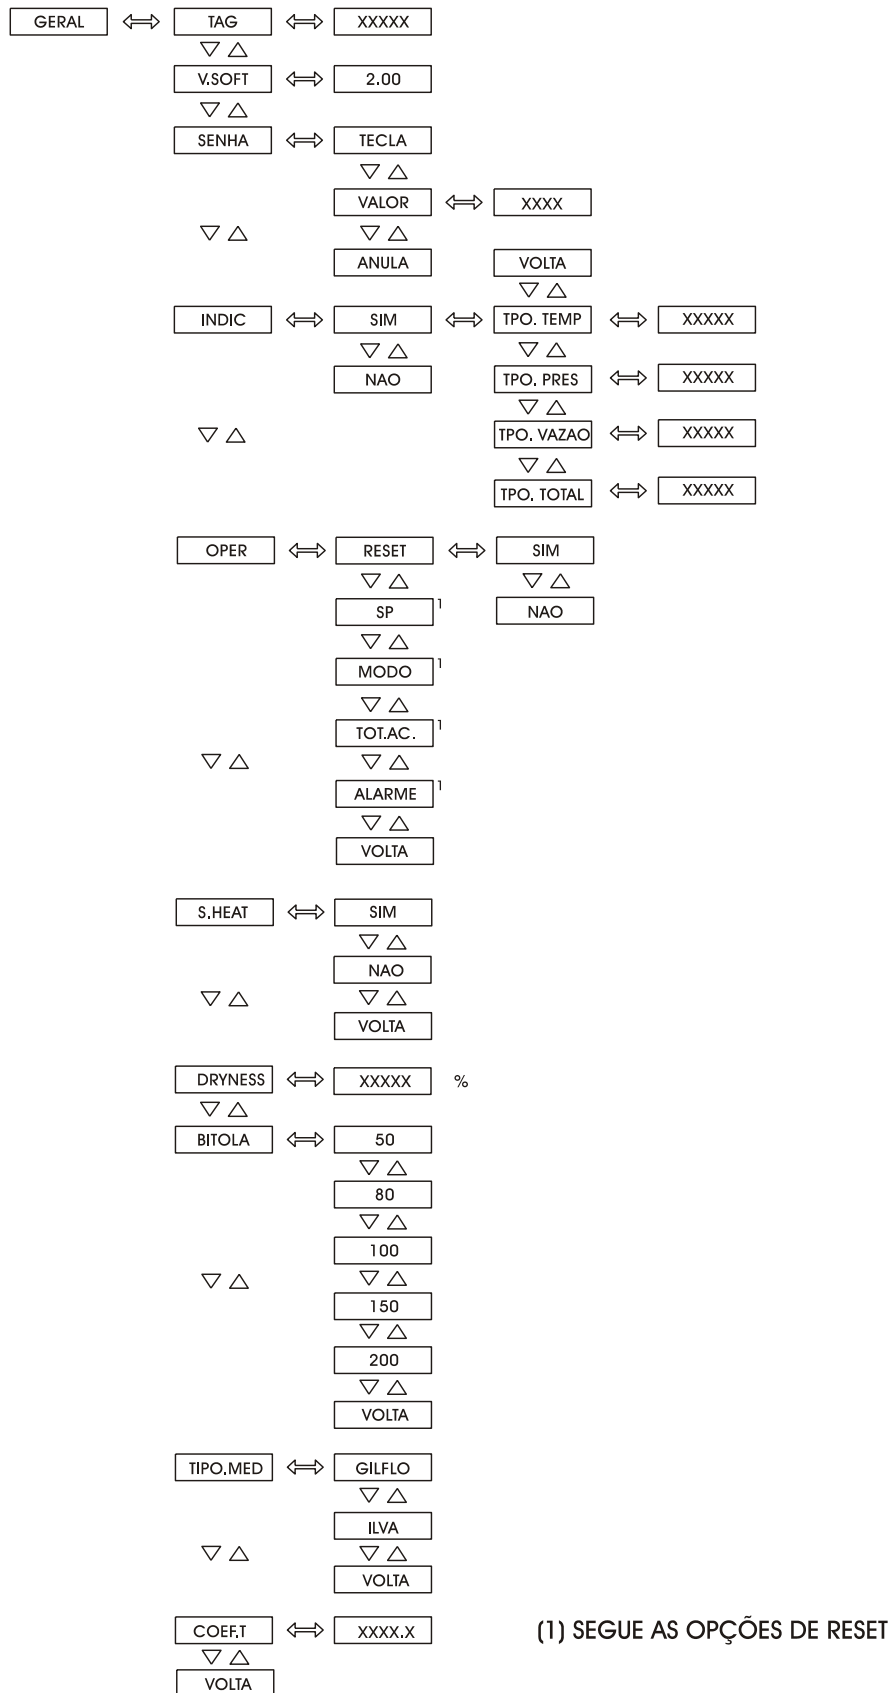 GERAL TAG XXXXX
V.SOFT 2.00
SENHA TECLA
VALOR XXXX
ANULA VOLTA
INDIC SIM TPO. TEMP XXXXX
NAO TPO. PRES XXXXX
TPO. VAZAO XXXXX
TPO. TOTAL XXXXX
OPER RESET SIM
SP 1 NAO
MODO 1
TOT.AC. 1
ALARME 1
VOLTA
S.HEAT SIM
NAO
VOLTA
DRYNESS XXXXX %
BITOLA 50
80
100
150
200
VOLTA
TIPO.MED GILFLO
ILVA
VOLTA
COEF.T XXXX.X (1) SEGUE AS OPÇÕES DE RESET
VOLTA